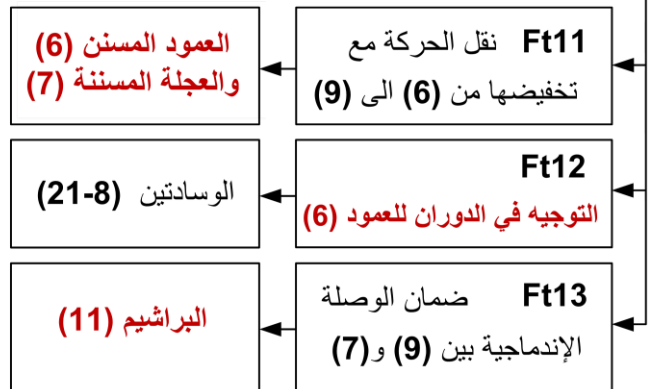 Ft11 نقل الحركة مع
تخفيضها من (6) الى (9)
العمود المسنن (6)
والعجلة المسننة (7)
Ft12
التوجيه في الدوران للعمود (6)
الوسادتين (8-21)
Ft13 ضمان الوصلة
الإندماجية بين (9) و(7)
البراشيم (11)